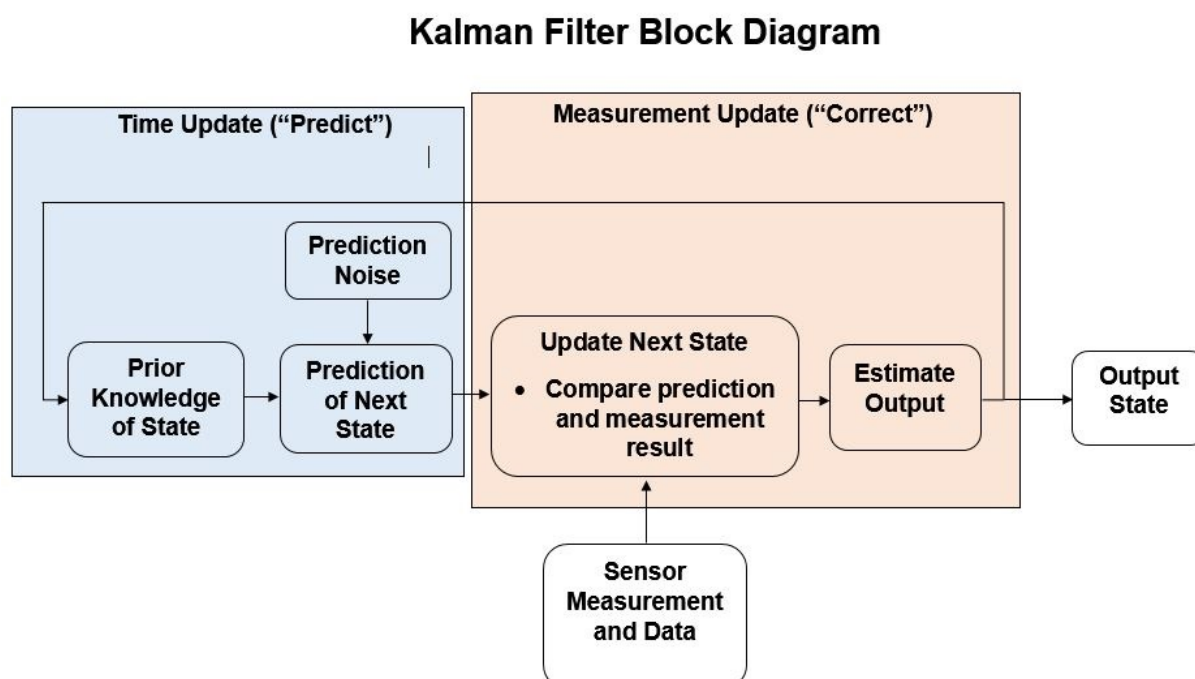 Kalman Filter Block Diagram
Time Update (“Predict”)
Measurement Update (“Correct”)
Prediction
Noise
Prior
Knowledge
of State
Prediction
of Next
State
Update Next State
• Compare prediction
and measurement
result
Estimate
Output
Output
State
Sensor
Measurement
and Data